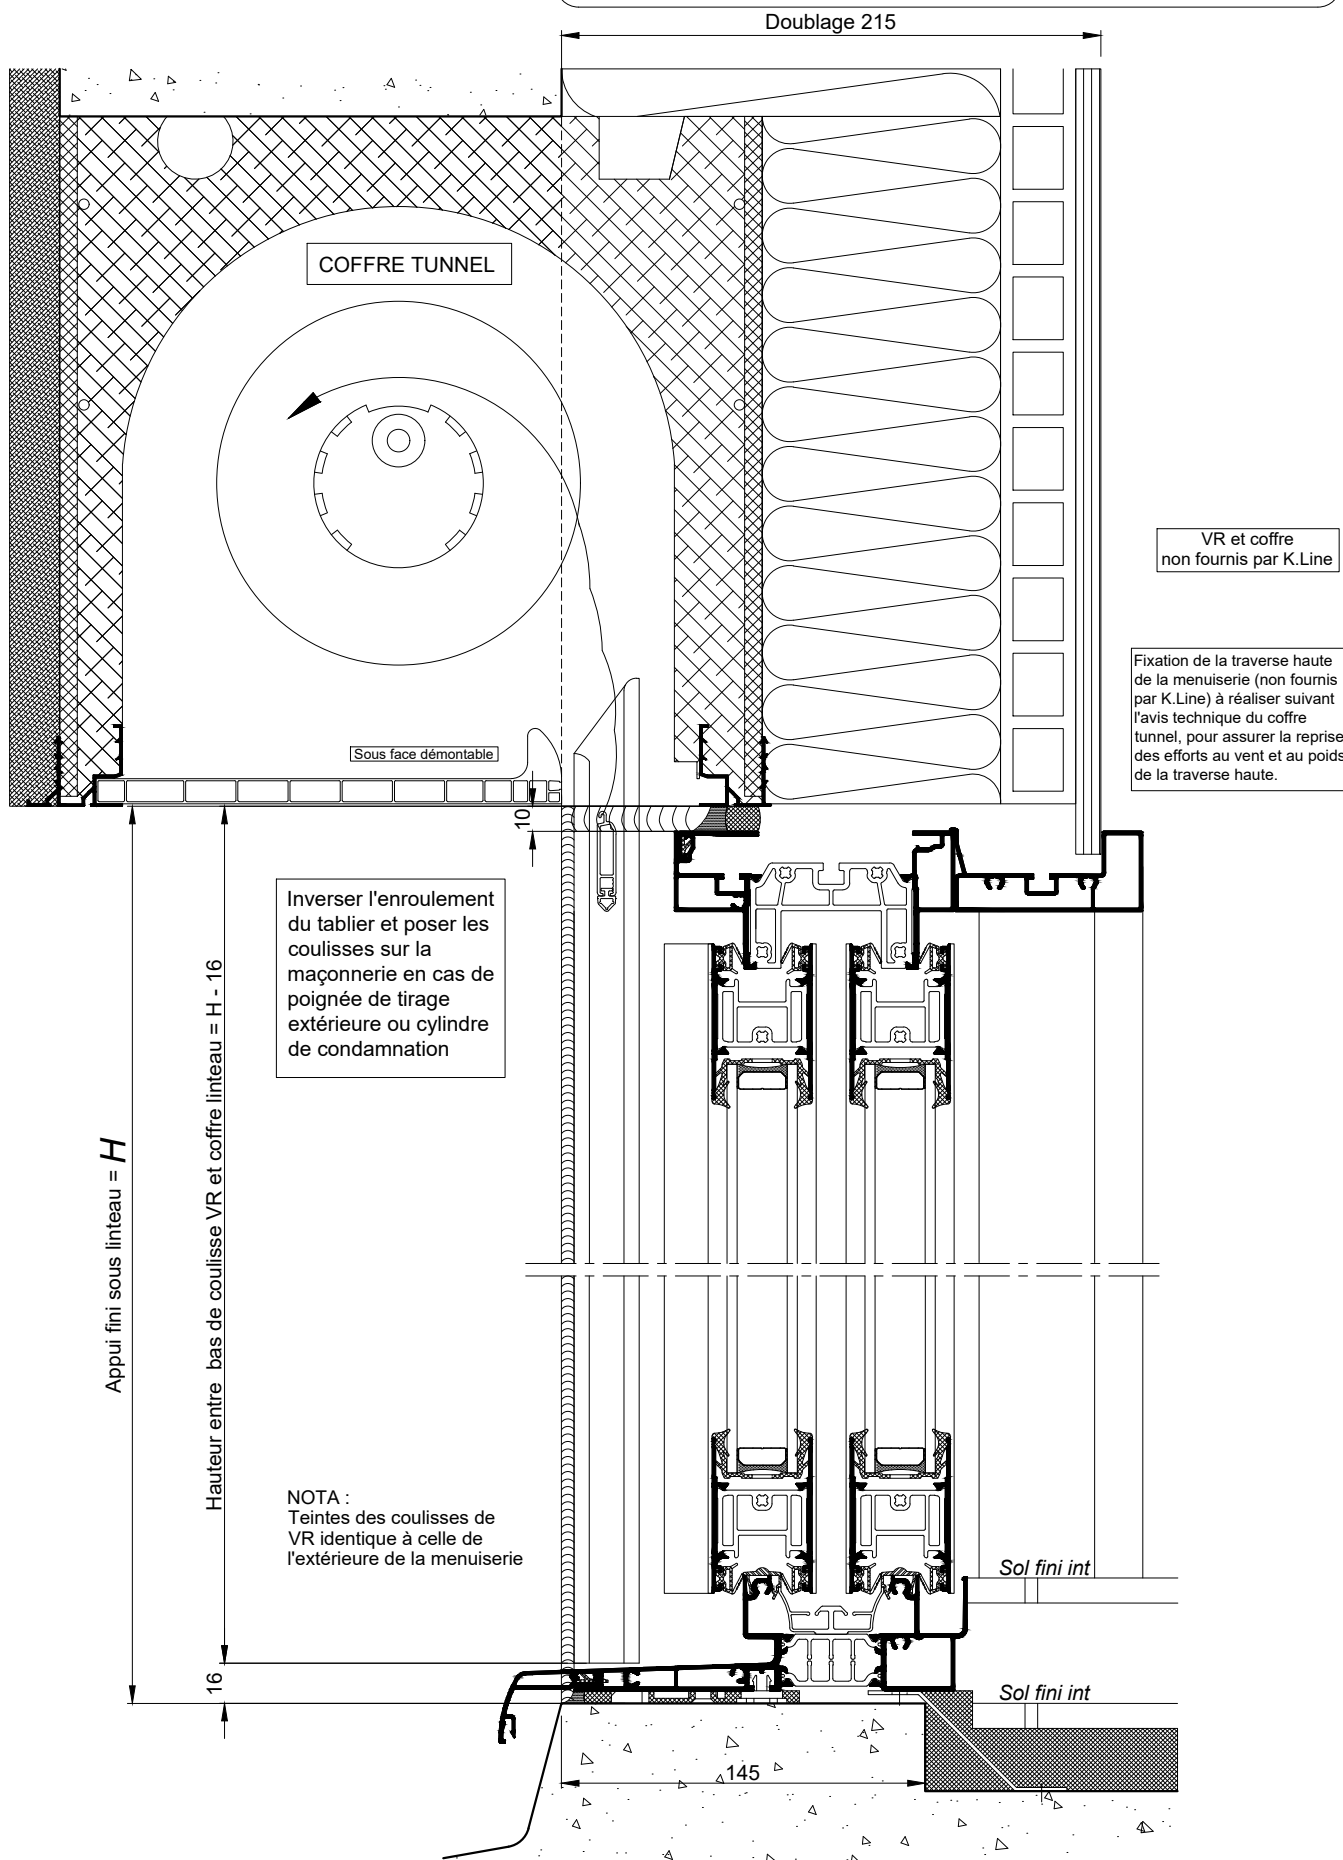 Doublage 215
COFFRE TUNNEL
VR et coffre
non fournis par K.Line
Fixation de la traverse haute
de la menuiserie (non fournis
par K.Line) à réaliser suivant
l'avis technique du coffre
tunnel, pour assurer la reprise
des efforts au vent et au poids
de la traverse haute.
Sous face démontable
10
Inverser l'enroulement
du tablier et poser les
coulisses sur la
maçonnerie en cas de
poignée de tirage
extérieure ou cylindre
de condamnation
Appui fini sous linteau = H
Hauteur entre bas de coulisse VR et coffre linteau = H - 16
NOTA :
Teintes des coulisses de
VR identique à celle de
l'extérieure de la menuiserie
Sol fini int
16
Sol fini int
145